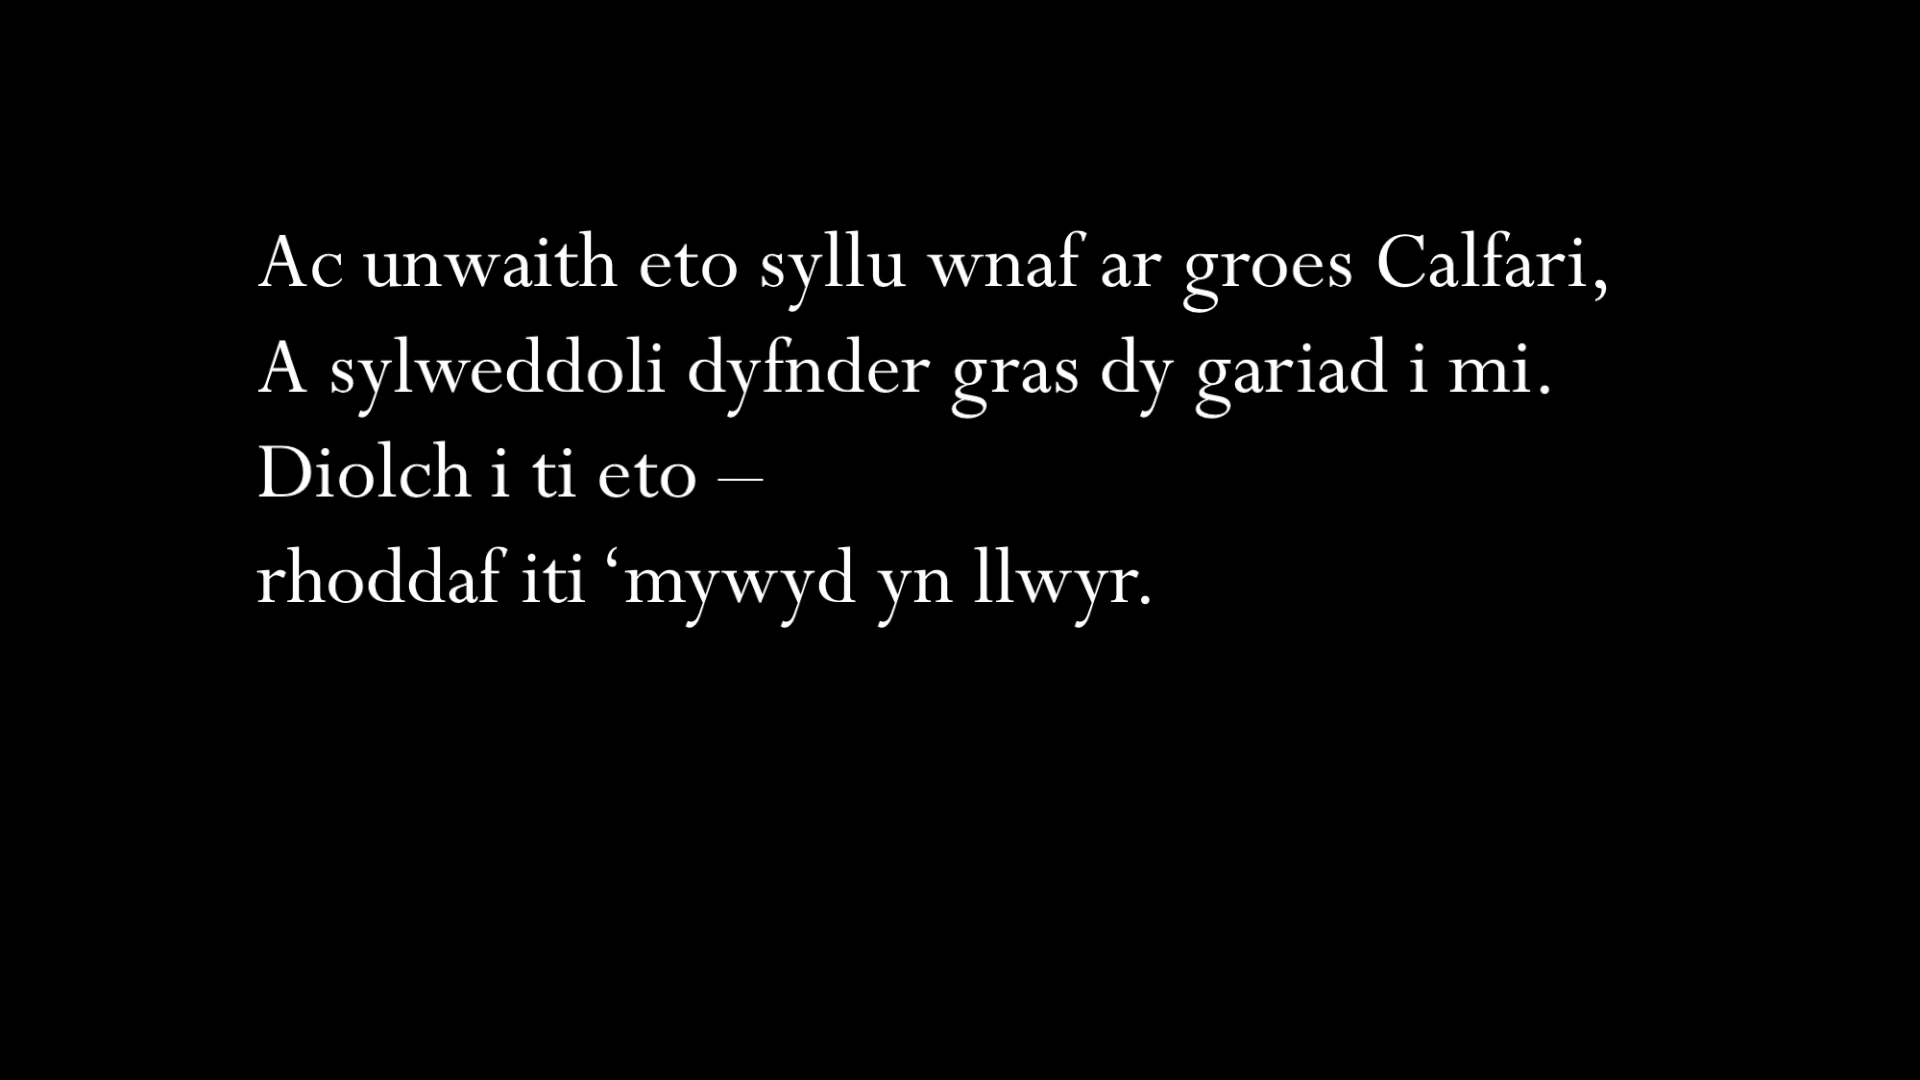 Ac unwaith eto syllu wnaf ar groes Calfari,
A sylweddoli dyfnder gras dy gariad i mi.
Diolch i ti eto –
rhoddaf iti ‘mywyd yn llwyr.